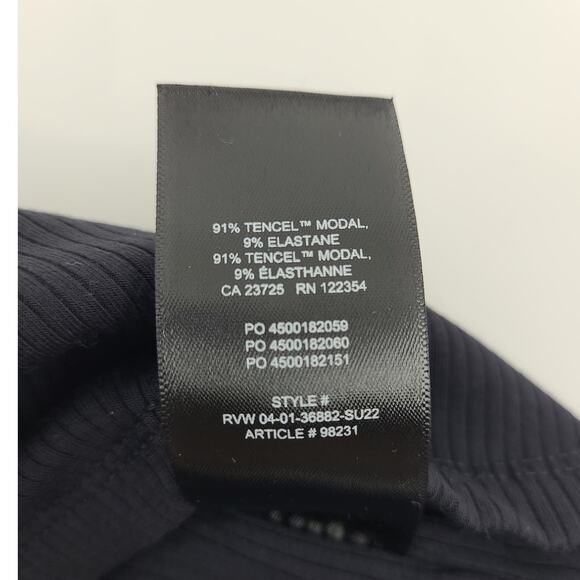 91% TENCEL™ MODAL,
9% ELASTANE
91% TENCEL™ MODAL,
9% ÉLASTHANNE
CA 23725 RN 122354
PO 4500182059
PO 4500182060
PO 4500182151
STYLE #
RVW 04-01-36882-SU22
ARTICLE # 98231